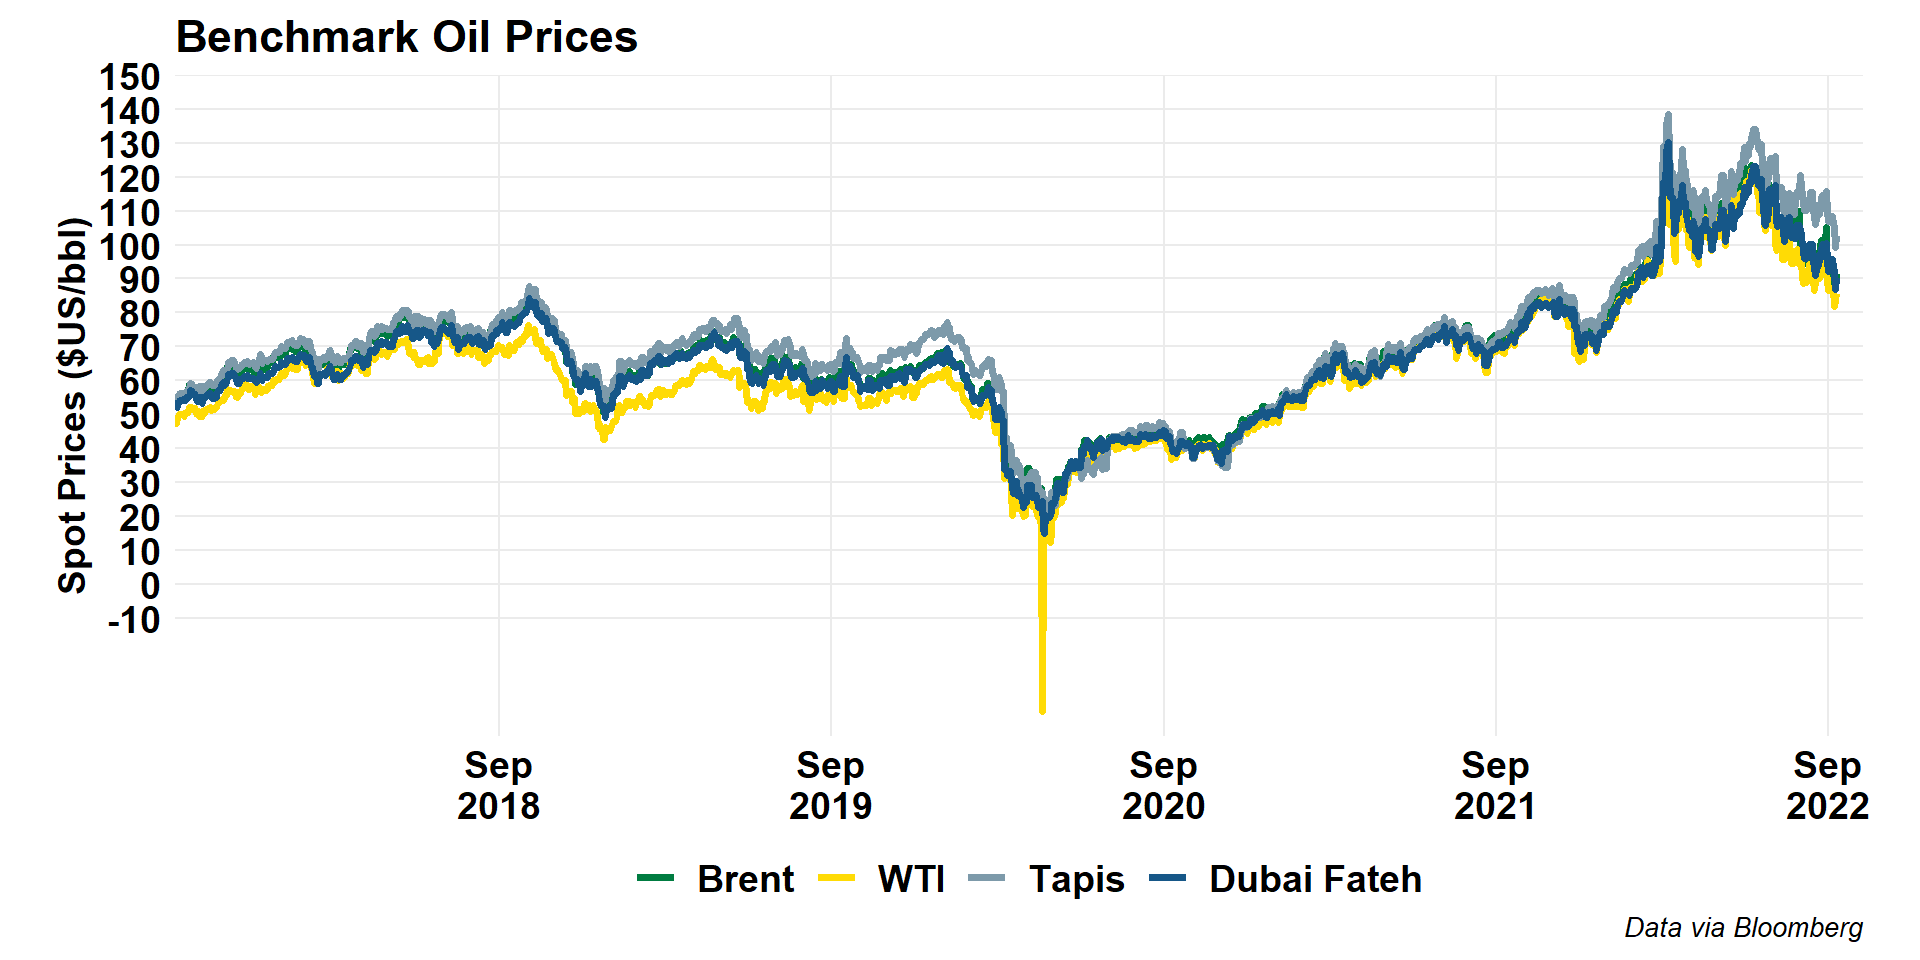 Benchmark Oil Prices
Spot Prices ($US/bbl)
150
140
130
120
110
100
90
80
70
60
50
40
30
20
10
0
-10
Sep Sep Sep Sep Sep
2018 2019 2020 2021 2022
Brent WTI Tapis Dubai Fateh
Data via Bloomberg